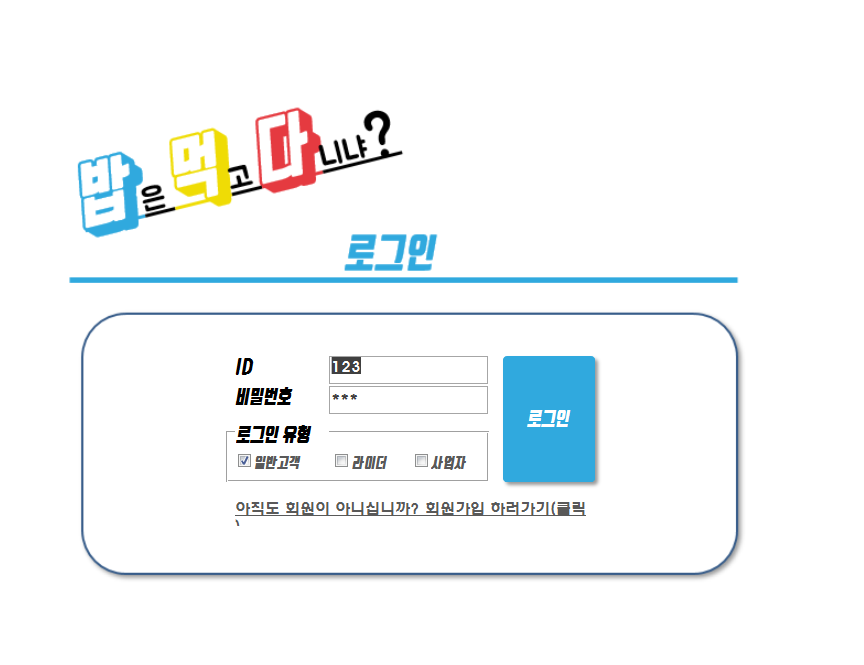 밥은먹고다니냐?
로그인
ID
123
비밀번호
***
로그인
로그인 유형
일반고객 라이더 사업자
아직도 회원이 아니십니까? 회원가입 하러가기(클릭
)